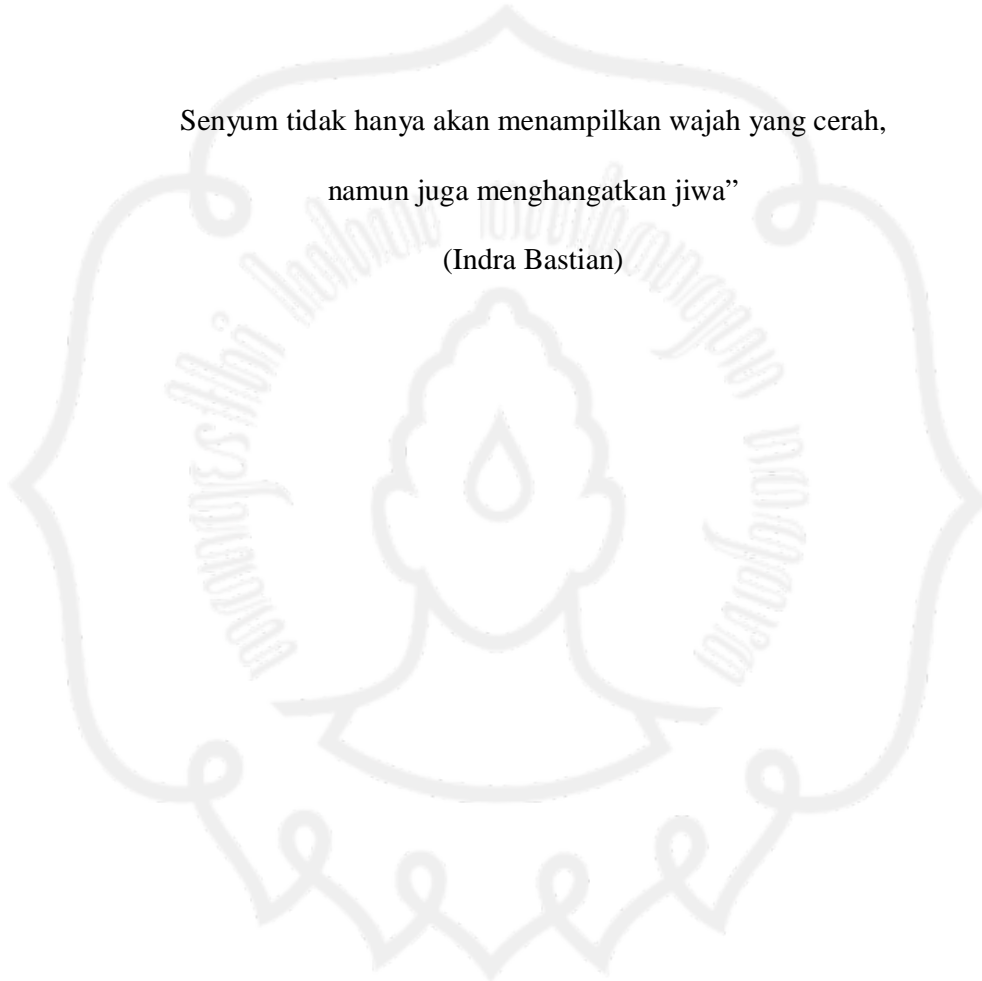 Senyum tidak hanya akan menampilkan wajah yang cerah,
namun juga menghangatkan jiwa”
(Indra Bastian)